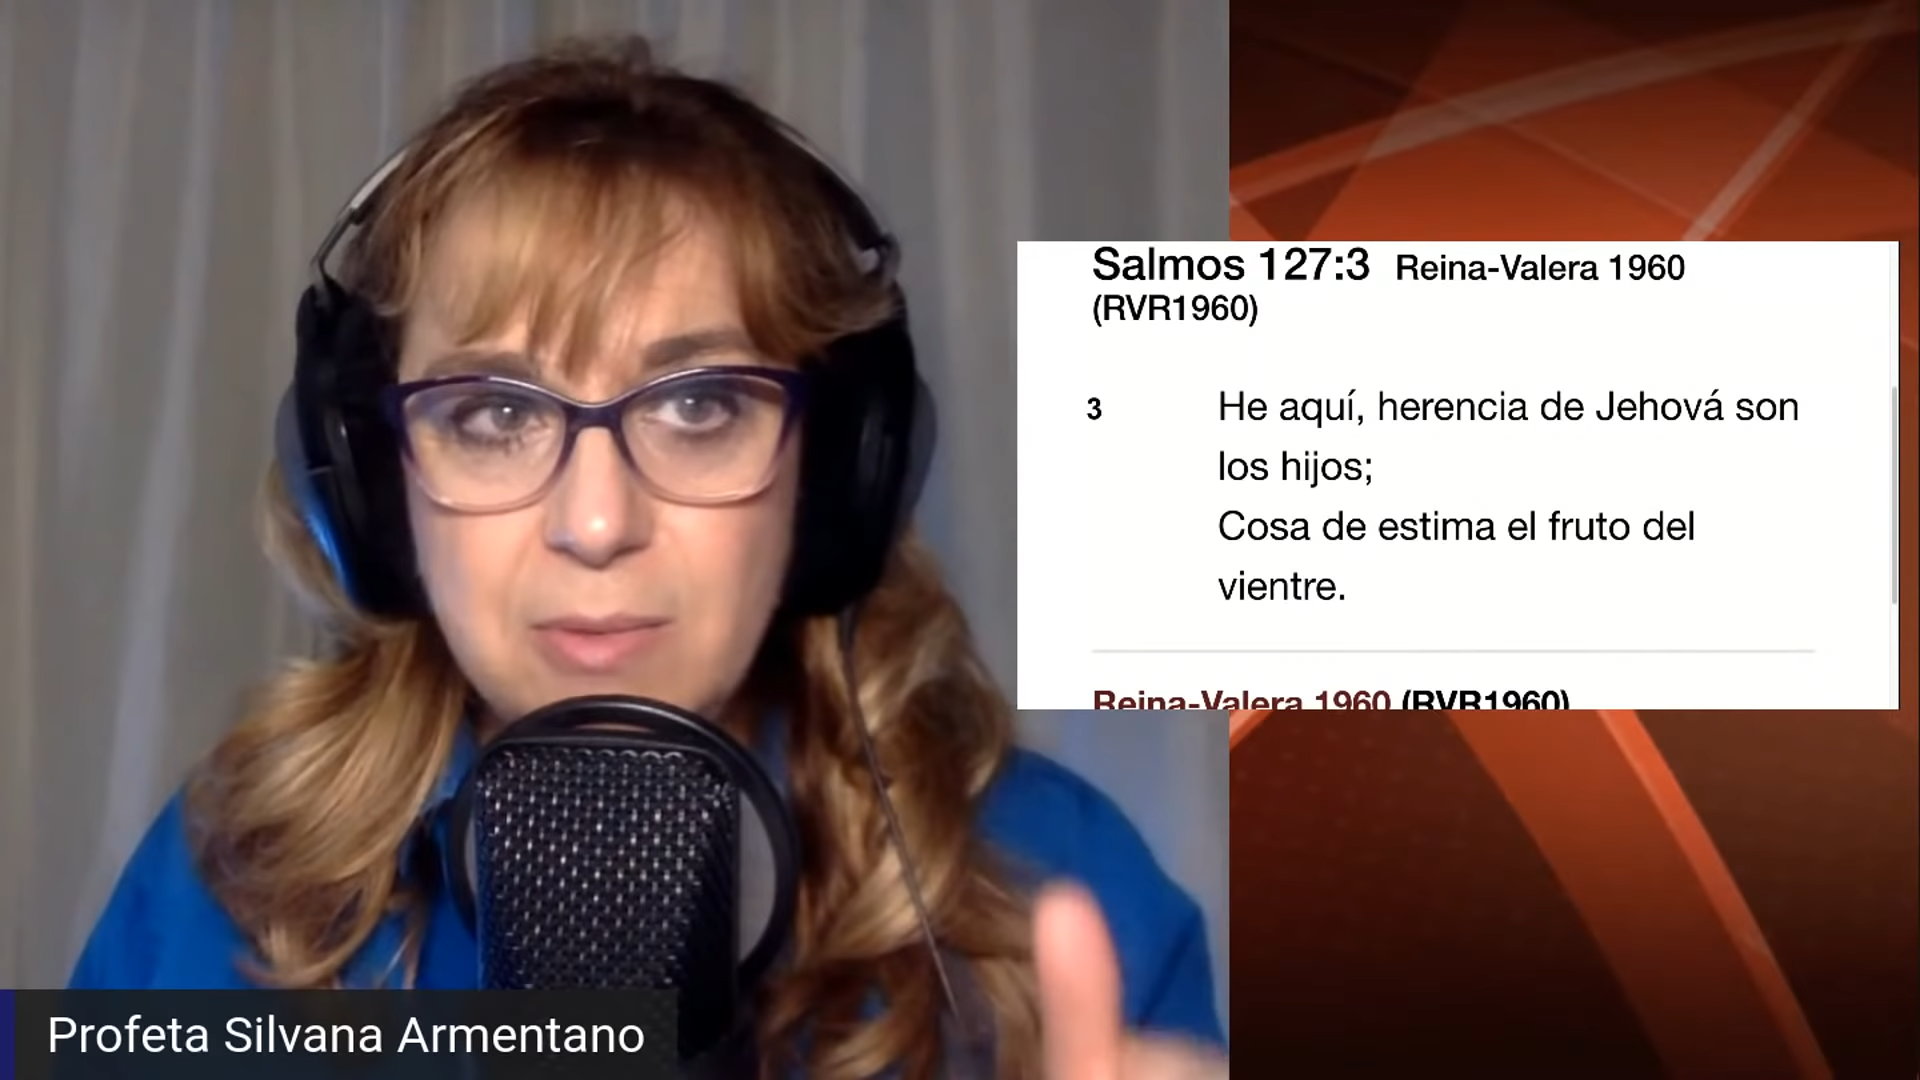 Salmos 127:3 Reina-Valera 1960
(RVR1960)
3 He aquí, herencia de Jehová son
los hijos;
Cosa de estima el fruto del
vientre.
Reina-Valera 1960 (RVR1960)
Profeta Silvana Armentano